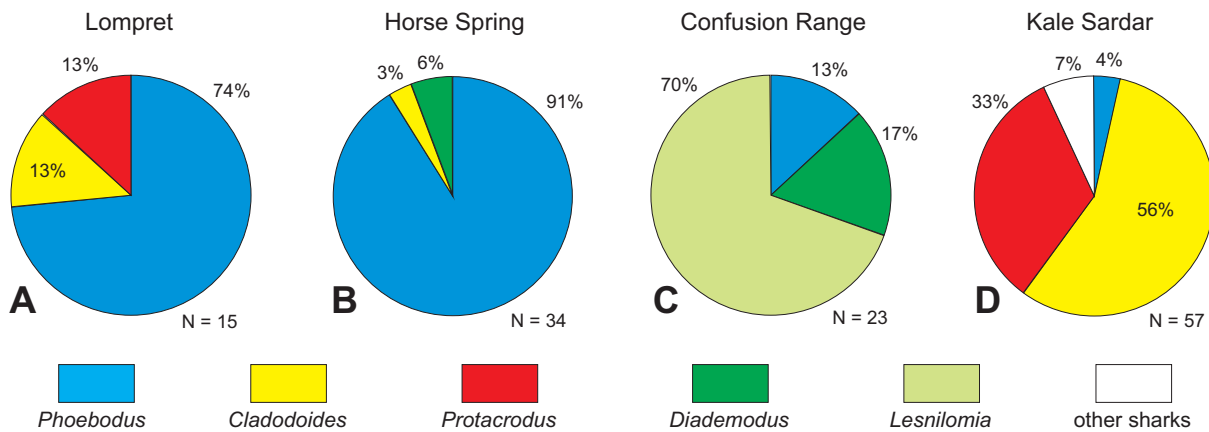 Lompret
Horse Spring
Confusion Range
Kale Sardar
13%
74%
13%
A
N = 15
3%
6%
91%
B
N = 34
70%
13%
17%
C
N = 23
7%
4%
33%
56%
D
N = 57
Phoebodus
Cladodoides
Protacrodus
Diademodus
Lesnilomia
other sharks